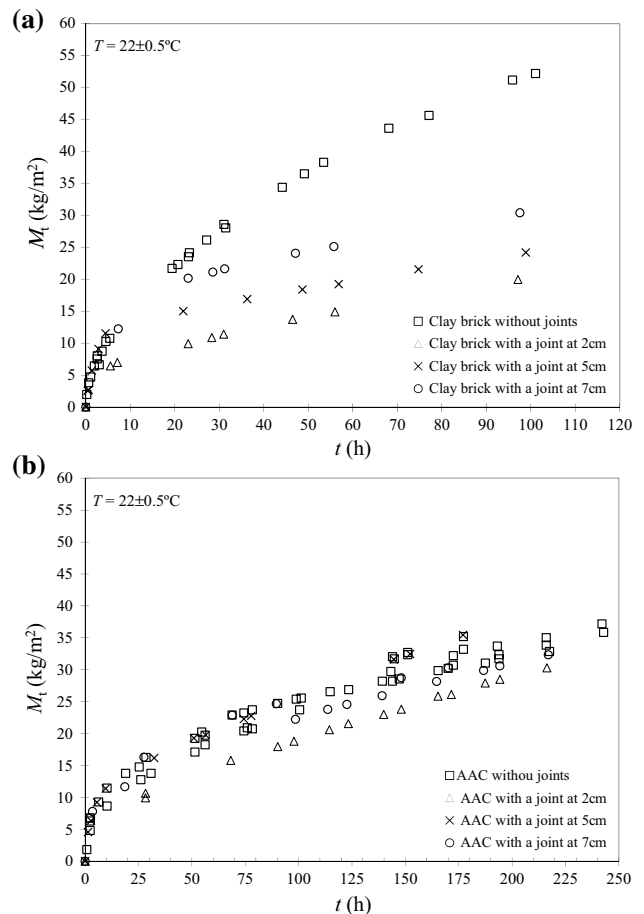 (a)
60
T = 22±0.5ºC
55
50
45
40
35
30
25
20
15
10
5
0
Mt (kg/m²)
Clay brick without joints
Clay brick with a joint at 2cm
Clay brick with a joint at 5cm
Clay brick with a joint at 7cm
0 10 20 30 40 50 60 70 80 90 100 110 120
t (h)
(b)
60
T = 22±0.5ºC
55
50
45
40
35
30
25
20
15
10
5
0
Mt (kg/m²)
AAC without joints
AAC with a joint at 2cm
AAC with a joint at 5cm
AAC with a joint at 7cm
0 25 50 75 100 125 150 175 200 225 250
t (h)